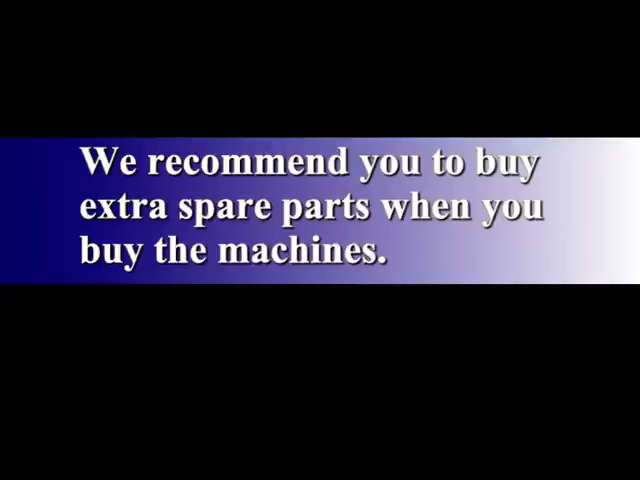 We recommend you to buy
extra spare parts when you
buy the machines.